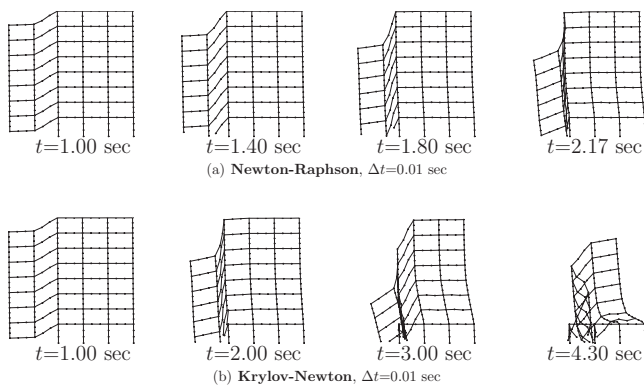 t=1.00 sec
t=1.40 sec
t=1.80 sec
t=2.17 sec
(a) Newton-Raphson, Δt=0.01 sec
t=1.00 sec
t=2.00 sec
t=3.00 sec
t=4.30 sec
(b) Krylov-Newton, Δt=0.01 sec